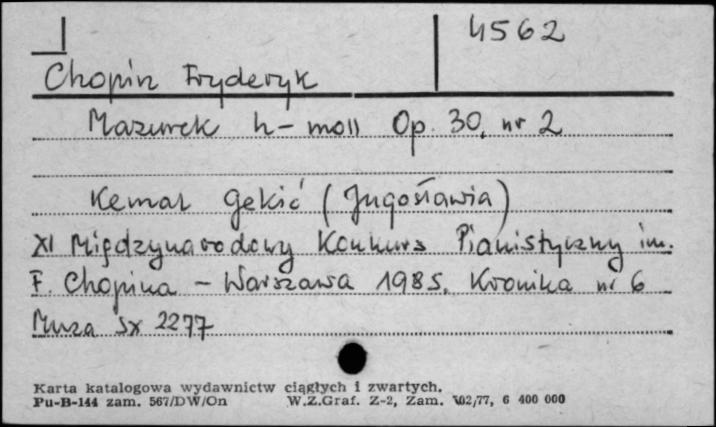 4562
Chopin Fryderyk
Mazurek h-moll Op. 30, nr 2
Kemal Gekić (Jugosławia)
XI Międzynarodowy Konkurs Pianistyczny im.
F. Chopina - Warszawa 1985. Kronika nr 6
Muza SX 2277
Karta katalogowa wydawnictw ciągłych i zwartych.
Pu-B-144 zam. 567/DW/On W.Z.Graf. Z-2, Zam. 102/77, 6 400 000